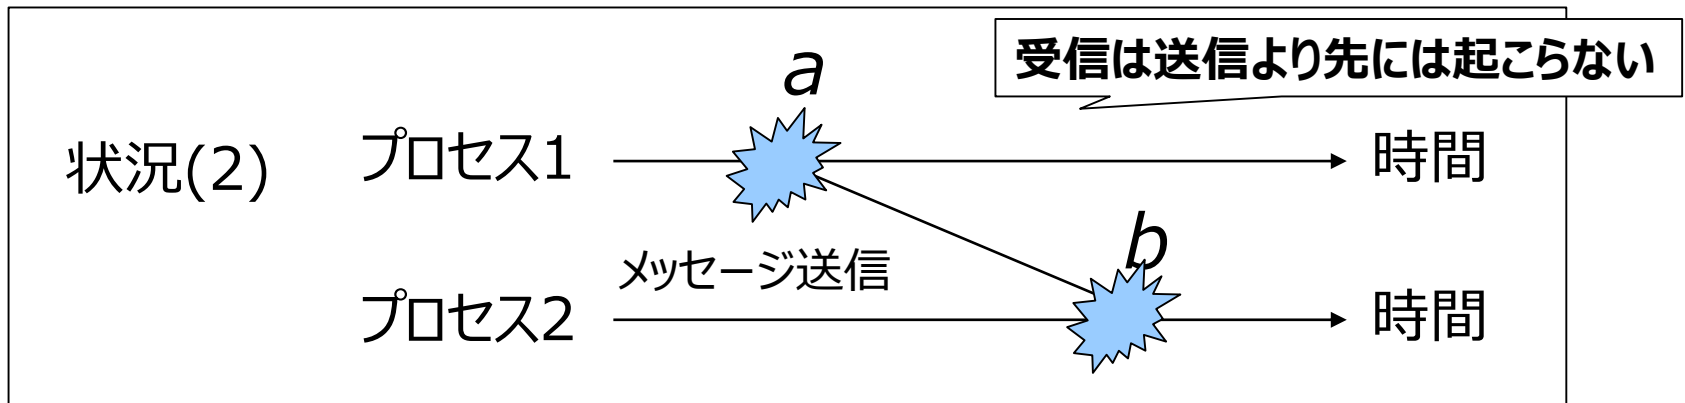 受信は送信より先には起こらない
a
状況(2) プロセス1 時間
b
メッセージ送信
プロセス2 時間